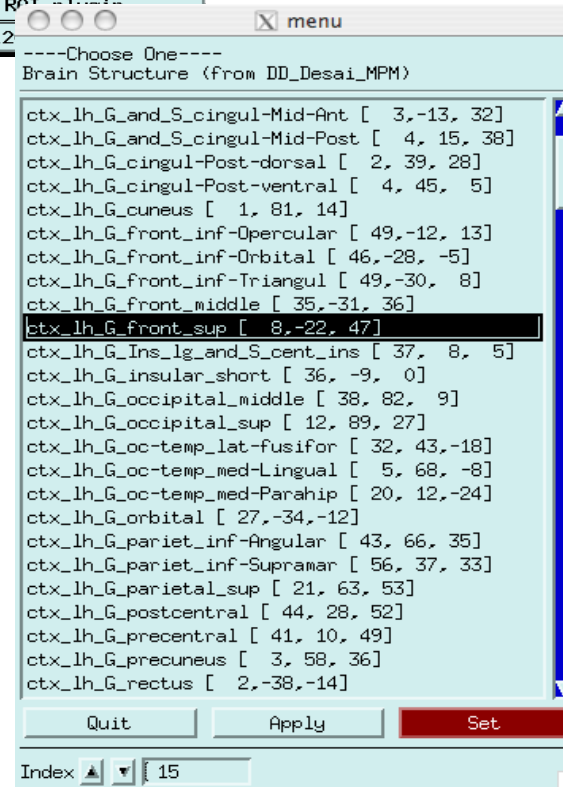 ROI plugin
2
menu
----Choose One----
Brain Structure (from DD_Desai_MPM)
ctx_lh_G_and_S_cingul-Mid-Ant [  3,-13, 32]
ctx_lh_G_and_S_cingul-Mid-Post [  4, 15, 38]
ctx_lh_G_cingul-Post-dorsal [  2, 39, 28]
ctx_lh_G_cingul-Post-ventral [  4, 45,  5]
ctx_lh_G_cuneus [  1, 81, 14]
ctx_lh_G_front_inf-Opercular [ 49,-12, 13]
ctx_lh_G_front_inf-Orbital [ 46,-28, -5]
ctx_lh_G_front_inf-Triangul [ 49,-30,  8]
ctx_lh_G_front_middle [ 35,-31, 36]
ctx_lh_G_front_sup [  8,-22, 47]
ctx_lh_G_Ins_lg_and_S_cent_ins [ 37,  8,  5]
ctx_lh_G_insular_short [ 36, -9,  0]
ctx_lh_G_occipital_middle [ 38, 82,  9]
ctx_lh_G_occipital_sup [ 12, 89, 27]
ctx_lh_G_oc-temp_lat-fusifor [ 32, 43,-18]
ctx_lh_G_oc-temp_med-Lingual [  5, 68, -8]
ctx_lh_G_oc-temp_med-Parahip [ 20, 12,-24]
ctx_lh_G_orbital [ 27,-34,-12]
ctx_lh_G_pariet_inf-Angular [ 43, 66, 35]
ctx_lh_G_pariet_inf-Supramar [ 56, 37, 33]
ctx_lh_G_parietal_sup [ 21, 63, 53]
ctx_lh_G_postcentral [ 44, 28, 52]
ctx_lh_G_precentral [ 41, 10, 49]
ctx_lh_G_precuneus [  3, 58, 36]
ctx_lh_G_rectus [  2,-38,-14]
Quit Apply Set
Index [ 15